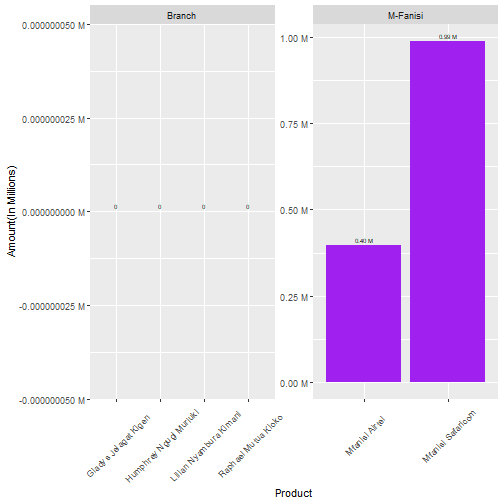 Branch
M-Fanisi
0.000000050 M
0.000000025 M
0.000000000 M
-0.000000025 M
-0.000000050 M
0
0
0
0
1.00 M
0.75 M
0.50 M
0.25 M
0.00 M
0.40 M
0.99 M
Gladys Jelagat Kigen
Humphrey Ngugi Muriuki
Lilian Nyambura Kimani
Raphael Mutua Kioko
Mfanisi Airtel
Mfanisi Safaricom
Amount(In Millions)
Product